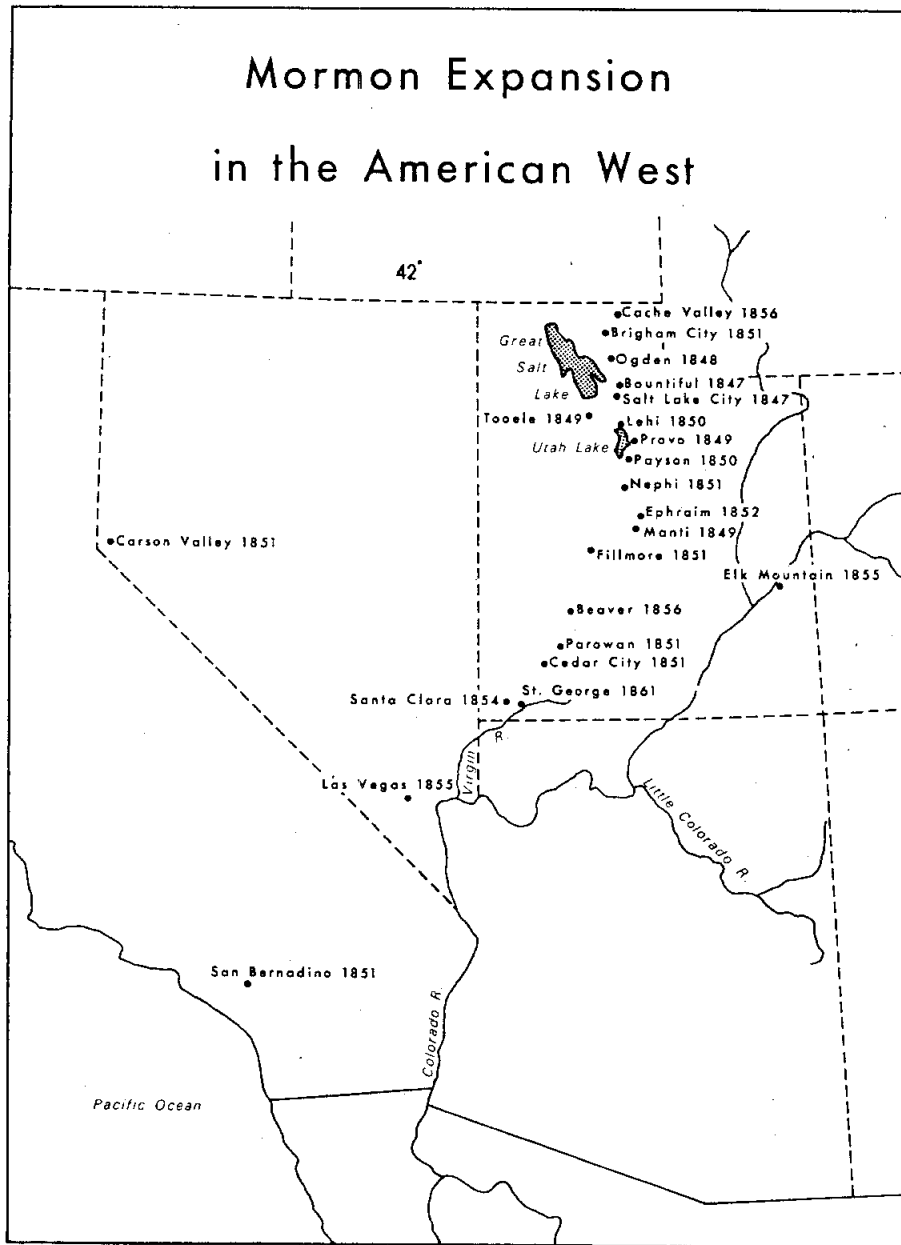 Mormon Expansion
in the American West
42°
Cache Valley 1856
Brigham City 1851
Great
Salt
Lake
Ogden 1848
Bountiful 1847
Salt Lake City 1847
Tooele 1849
Lehi 1850
Utah Lake
Provo 1849
Payson 1850
Nephi 1851
Ephraim 1852
Manti 1849
Carson Valley 1851
Fillmore 1851
Elk Mountain 1855
Beaver 1856
Parowan 1851
Cedar City 1851
St. George 1861
Santa Clara 1854
Virgin R.
Las Vegas 1855
Little Colorado R.
San Bernadino 1851
Colorado R.
Pacific Ocean